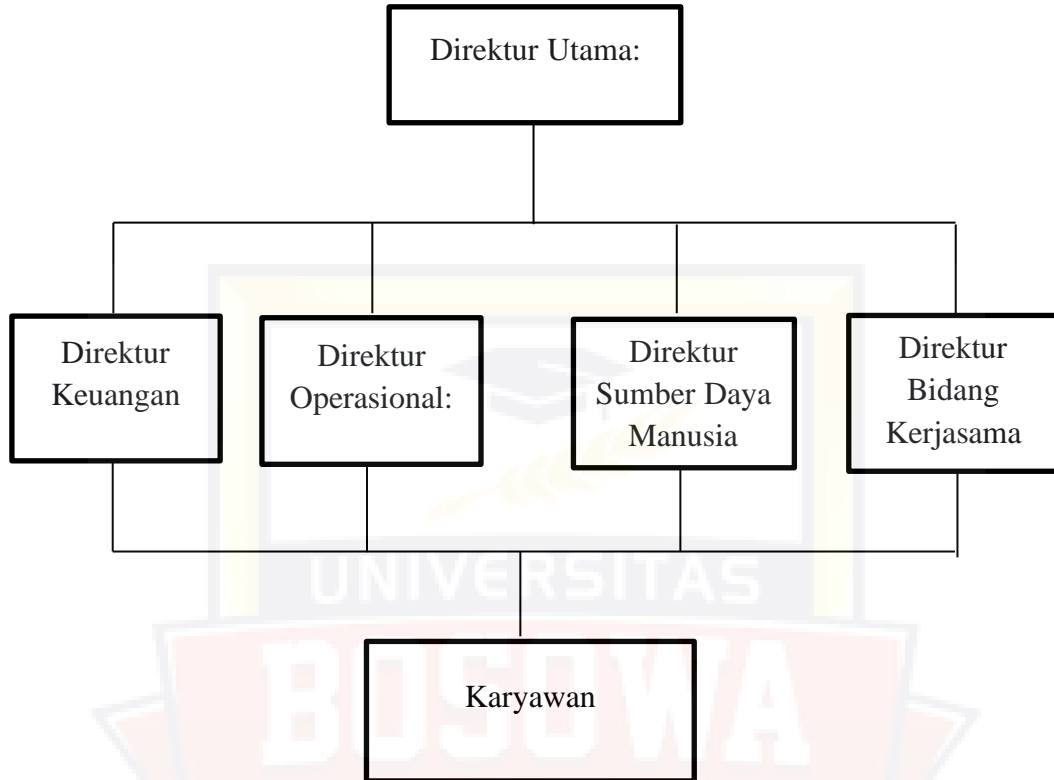 Direktur Utama:
Direktur
Keuangan
Direktur
Operasional:
Direktur
Sumber Daya
Manusia
Direktur
Bidang
Kerjasama
UNIVERSITAS
BOSOWA
Karyawan